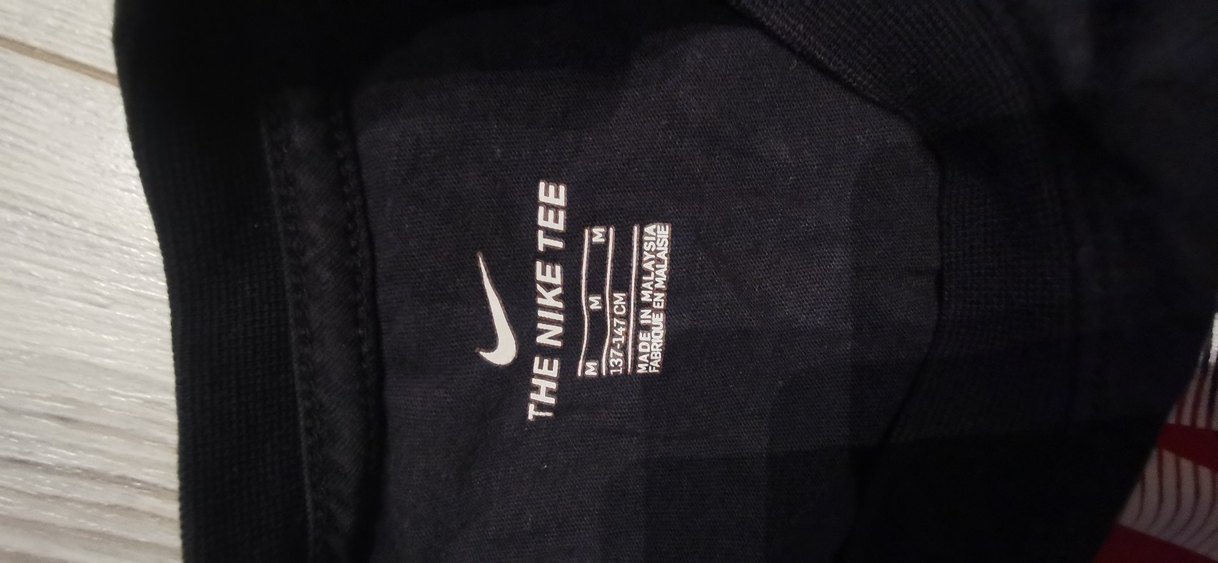 THE NIKE TEE
M M M
137-147 CM
MADE IN MALAYSIA
FABRIQUE EN MALAISIE